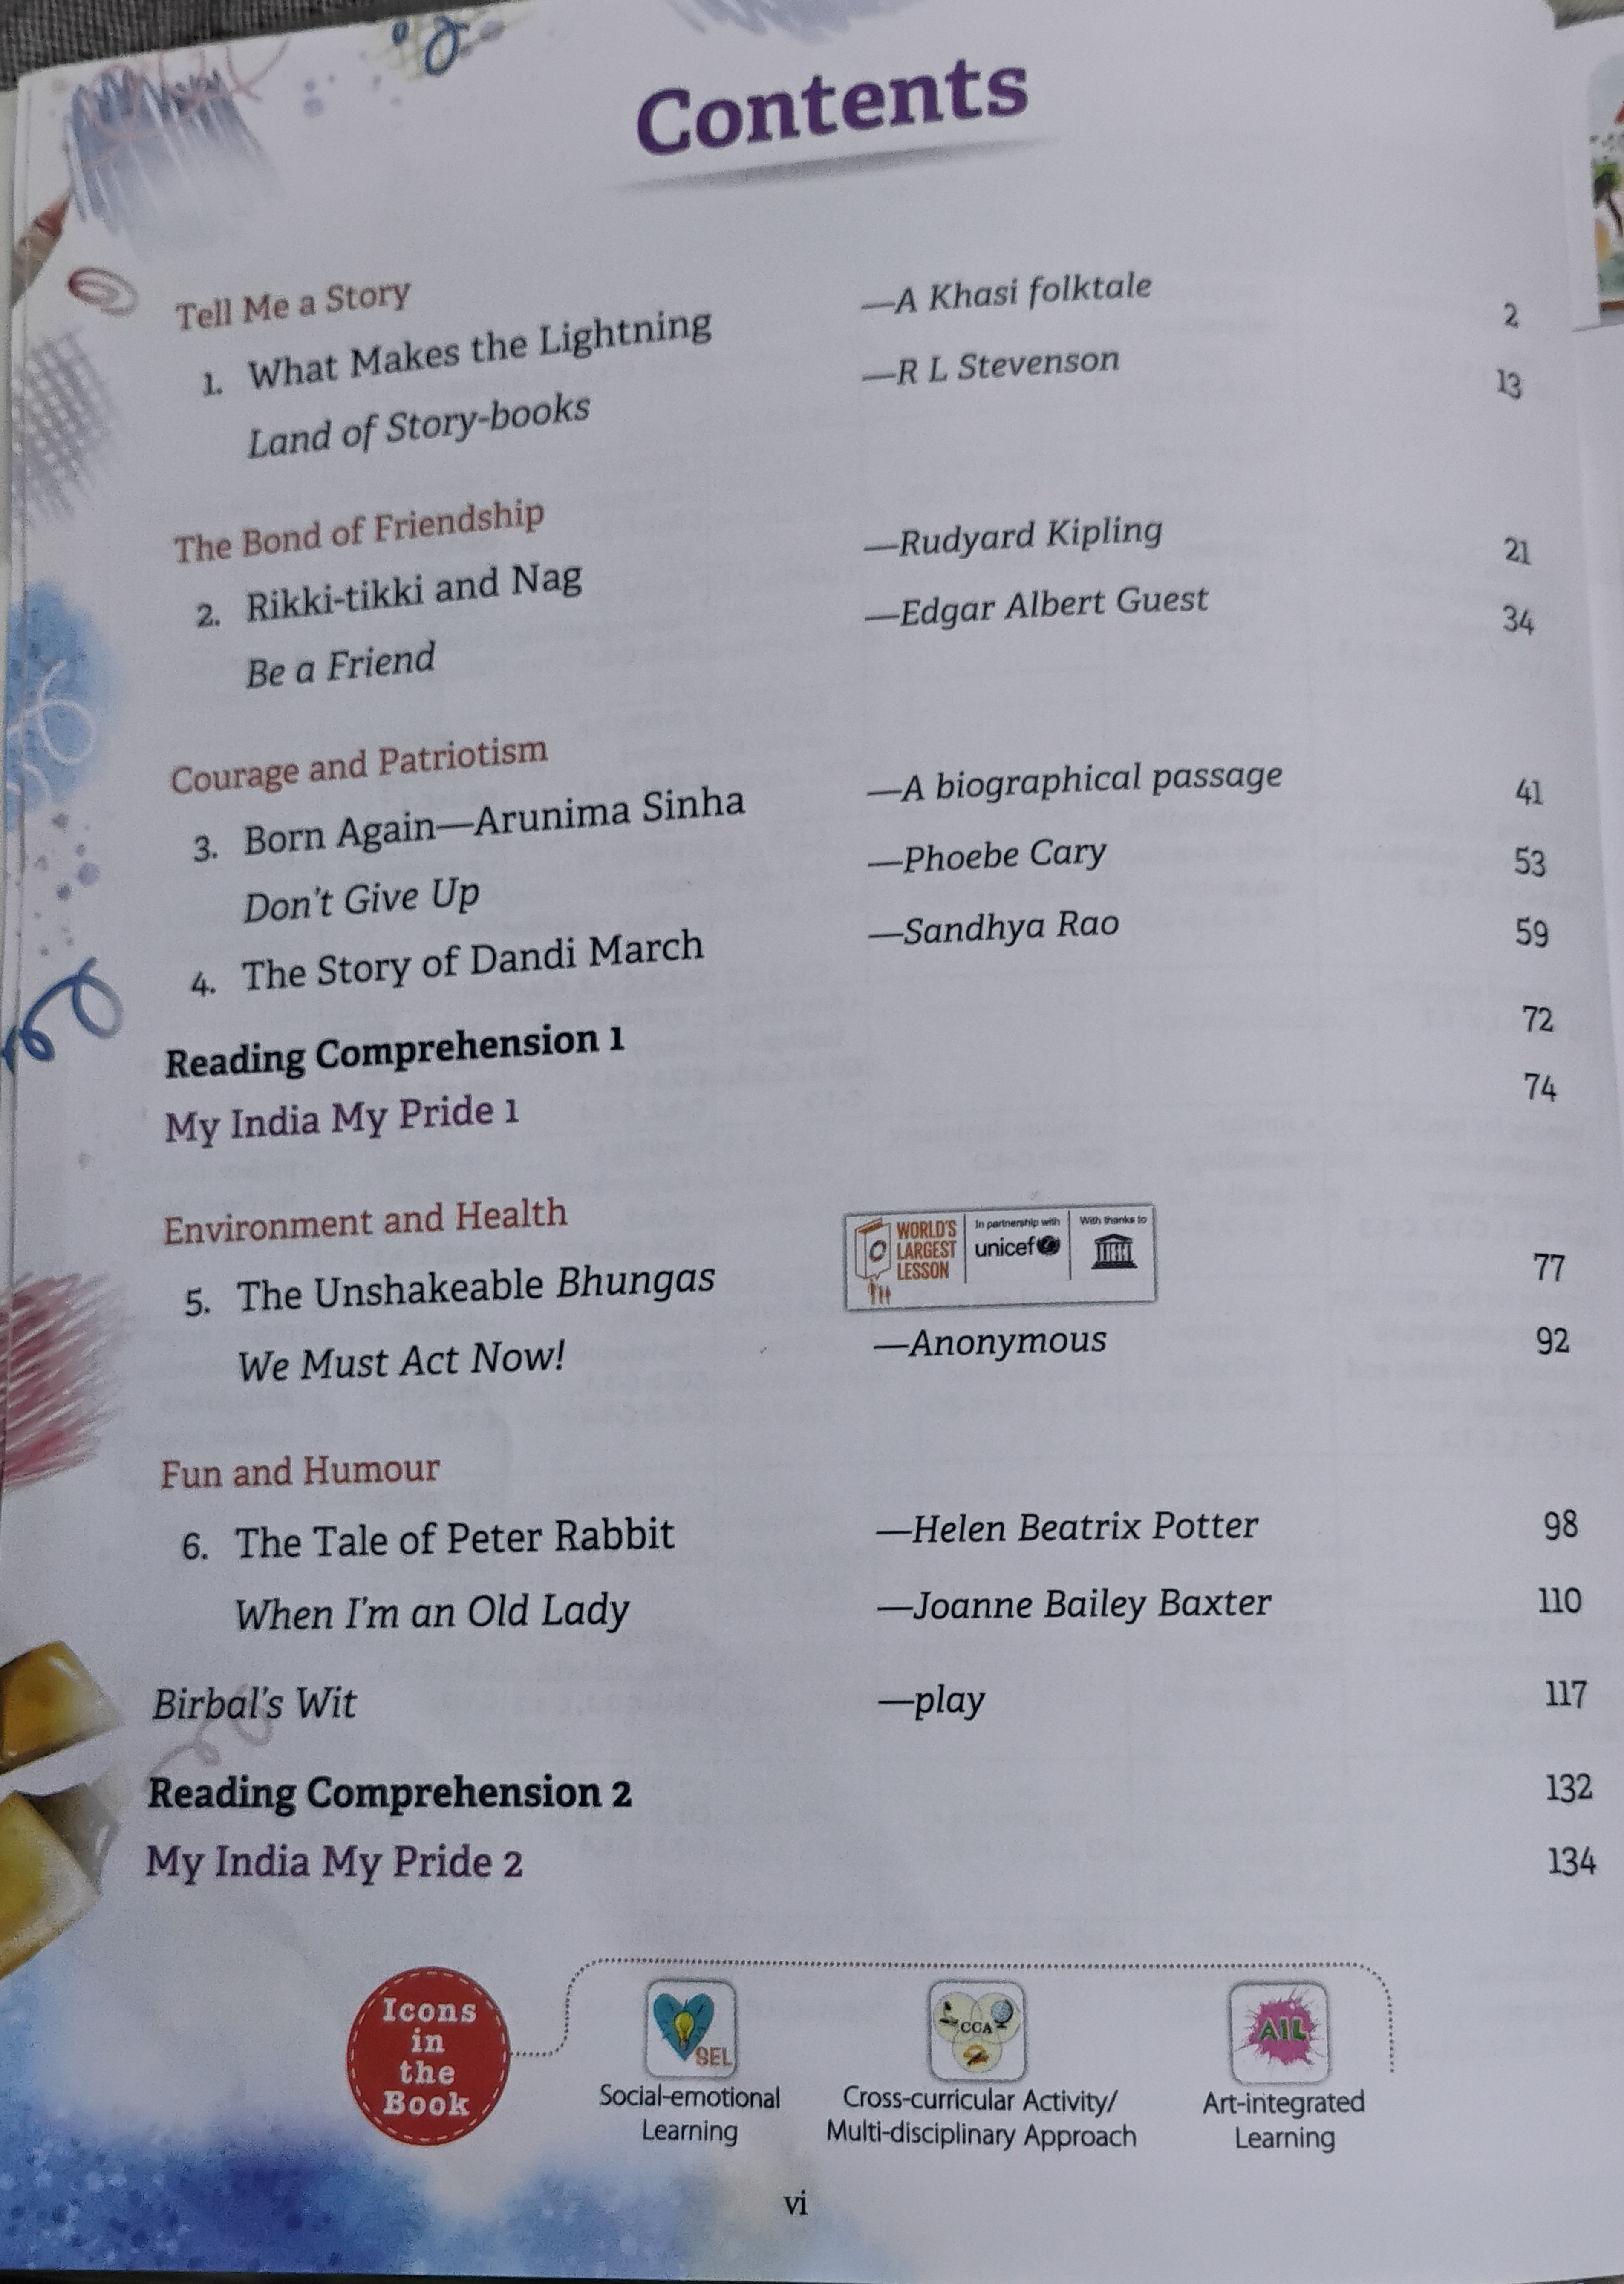 Contents
Tell Me a Story
1. What Makes the Lightning —A Khasi folktale 2
Land of Story-books —R L Stevenson 13
The Bond of Friendship
2. Rikki-tikki and Nag —Rudyard Kipling 21
Be a Friend —Edgar Albert Guest 34
Courage and Patriotism
3. Born Again—Arunima Sinha —A biographical passage 41
Don't Give Up —Phoebe Cary 53
4. The Story of Dandi March —Sandhya Rao 59
Reading Comprehension 1 72
My India My Pride 1 74
Environment and Health
WORLD'S
LARGEST
LESSON
In partnership with
unicef
With thanks to
5. The Unshakeable Bhungas 77
We Must Act Now! —Anonymous 92
Fun and Humour
6. The Tale of Peter Rabbit —Helen Beatrix Potter 98
When I'm an Old Lady —Joanne Bailey Baxter 110
Birbal's Wit —play 117
Reading Comprehension 2 132
My India My Pride 2 134
Icons
in
the
Book
SEL
Social-emotional
Learning
CCA
Cross-curricular Activity/
Multi-disciplinary Approach
AIL
Art-integrated
Learning
vi